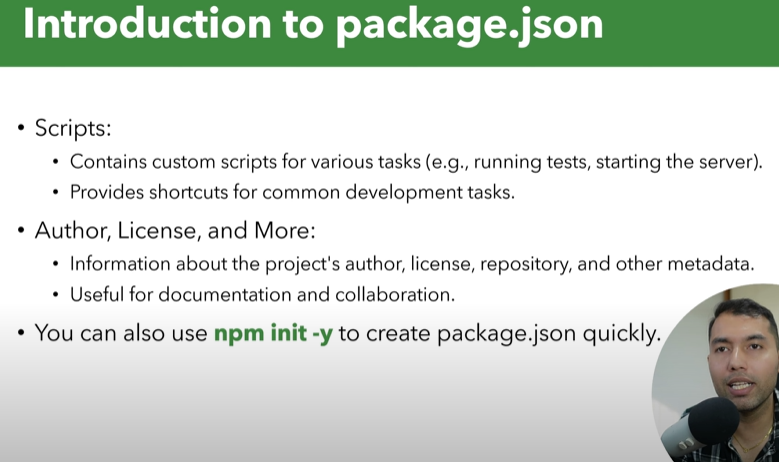 Introduction to package.json
• Scripts:
• Contains custom scripts for various tasks (e.g., running tests, starting the server).
• Provides shortcuts for common development tasks.
• Author, License, and More:
• Information about the project's author, license, repository, and other metadata.
• Useful for documentation and collaboration.
• You can also use npm init -y to create package.json quickly.